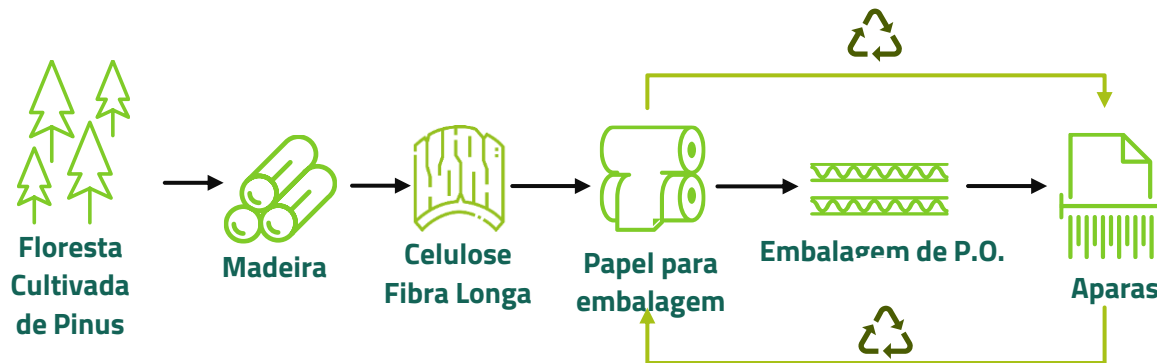 Floresta
Cultivada
de Pinus
Madeira
Celulose
Fibra Longa
Papel para
embalagem
Embalagem de P.O.
Aparas